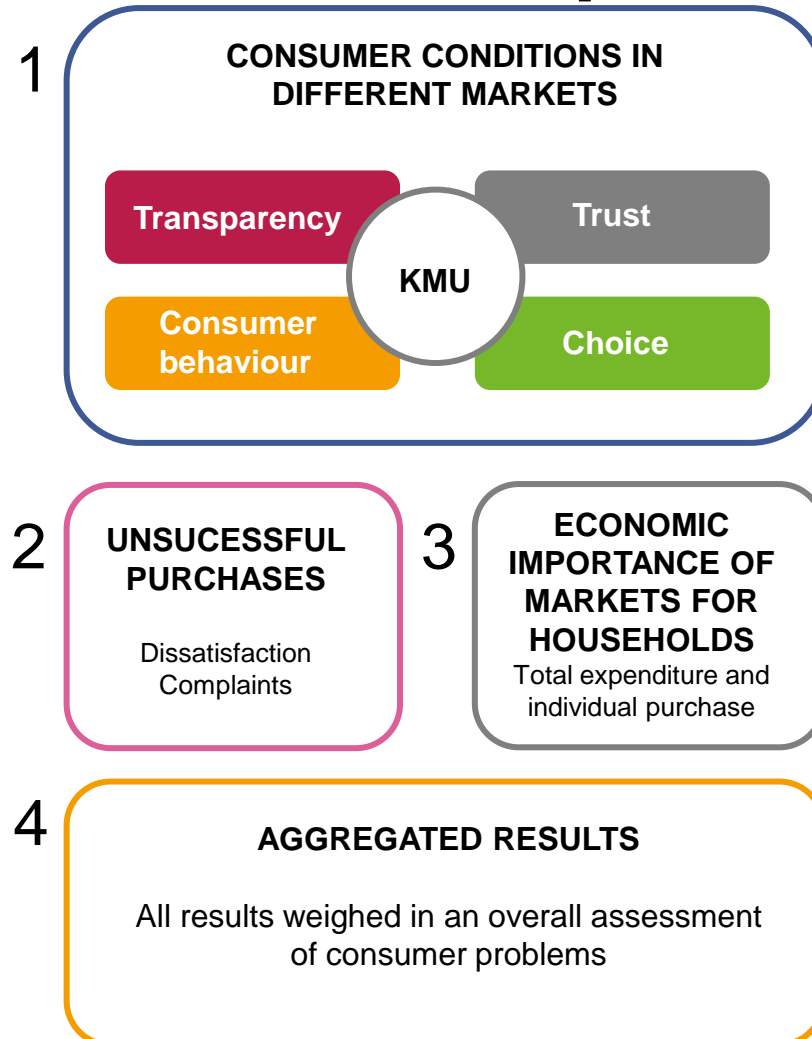 1
CONSUMER CONDITIONS IN
DIFFERENT MARKETS
Transparency
Trust
KMU
Consumer
behaviour
Choice
2
UNSUCESSFUL
PURCHASES
Dissatisfaction
Complaints
3
ECONOMIC
IMPORTANCE OF
MARKETS FOR
HOUSEHOLDS
Total expenditure and
individual purchase
4
AGGREGATED RESULTS
All results weighed in an overall assessment
of consumer problems